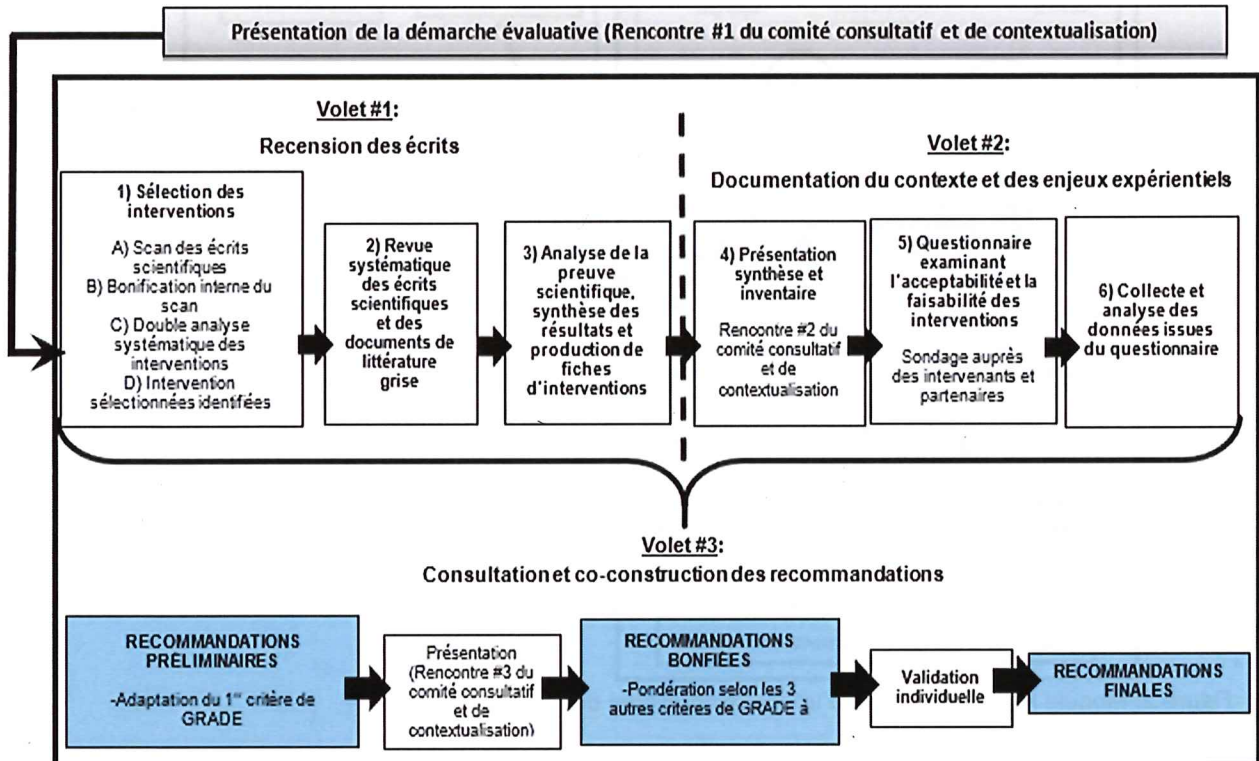 Présentation de la démarche évaluative (Rencontre #1 du comité consultatif et de contextualisation)
Volet #1:
Recension des écrits
1) Sélection des
interventions
A) Scan des écrits
scientifiques
B) Bonification interne du
scan
C) Double analyse
systématique des
interventions
D) Intervention
sélectionnées identifiées
2) Revue
systématique
des écrits
scientifiques
et des
documents de
littérature
grise
3) Analyse de la
preuve
scientifique,
synthèse des
résultats et
production de
fiches
d'interventions
Volet #2:
Documentation du contexte et des enjeux expérientiels
4) Présentation
synthèse et
inventaire
Rencontre #2 du
comité consultatif
et de
contextualisation
5) Questionnaire
examinant
l'acceptabilité et la
faisabilité des
interventions
Sondage auprès
des intervenants et
partenaires
6) Collecte et
analyse des
données issues
du questionnaire
Volet #3:
Consultation et co-construction des recommandations
RECOMMANDATIONS
PRÉLIMINAIRES
-Adaptation du 1er critère de
GRADE
Présentation
(Rencontre #3 du
comité consultatif
et de
contextualisation)
RECOMMANDATIONS
BONFIÉES
-Pondération selon les 3
autres critères de GRADE à
Validation
individuelle
RECOMMANDATIONS
FINALES